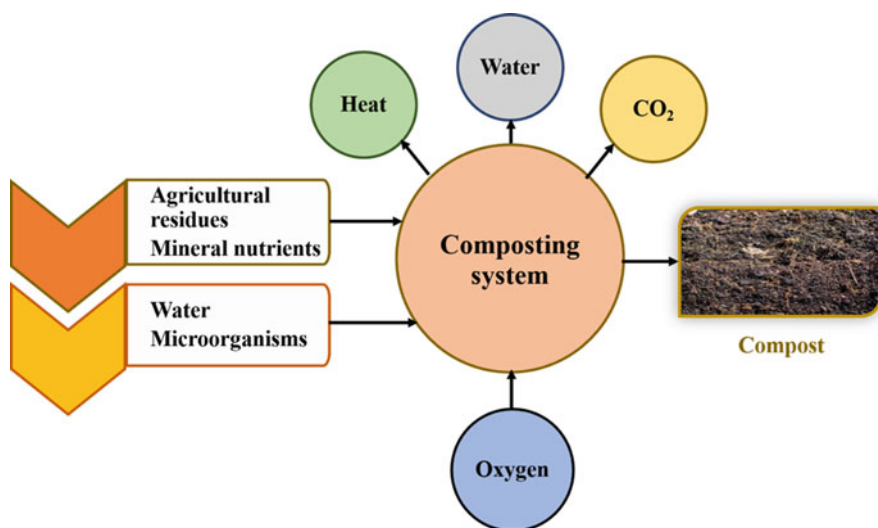 Heat
Water
CO₂
Agricultural
residues
Mineral nutrients
Water
Microorganisms
Composting
system
Compost
Oxygen